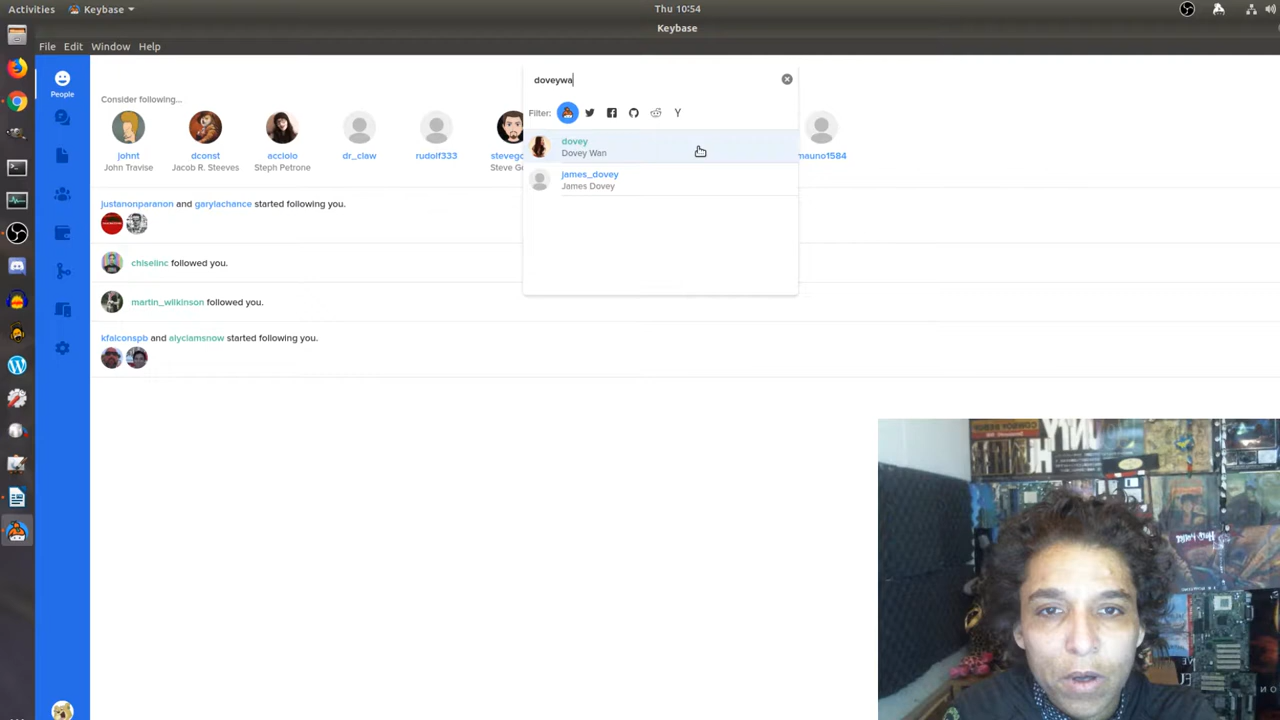 Activities
Keybase
Thu 10:54
Keybase
File Edit Window Help
People
doveywa
Filter:
dovey
Dovey Wan
james_dovey
James Dovey
Consider following...
johnt
John Travise
dconst
Jacob R. Steeves
acciolo
Steph Petrone
dr_claw
rudolf333
mauno1584
justanonparanon and garylachance started following you.
chiselinc followed you.
martin_wilkinson followed you.
kfalconspb and alyciamsnow started following you.